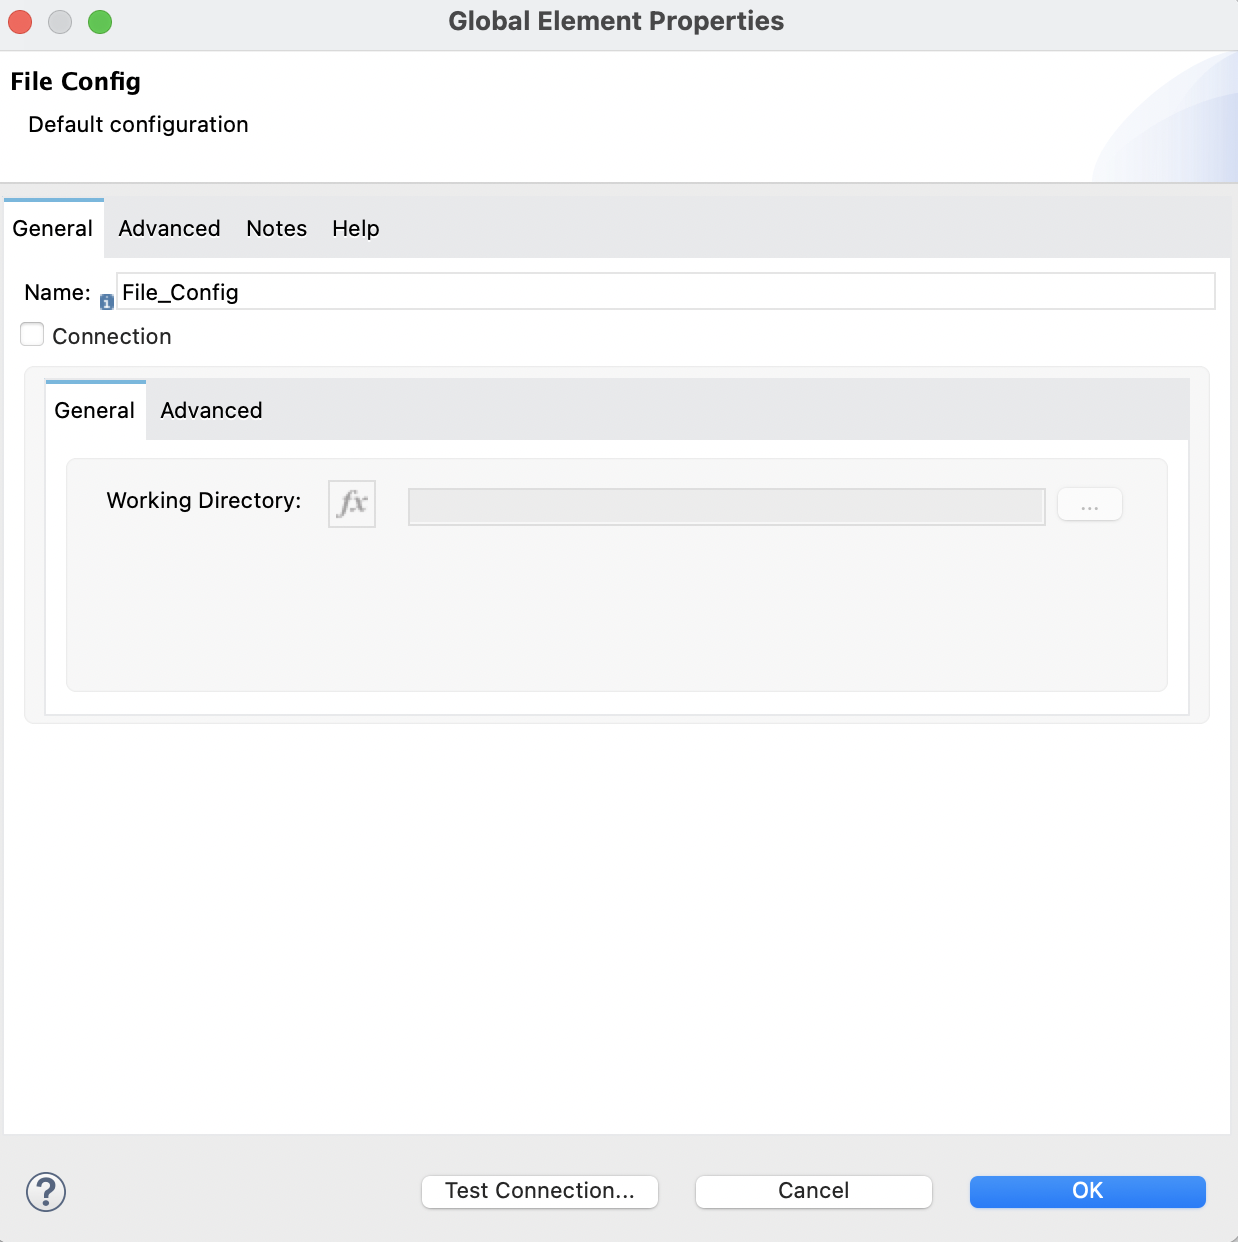 Global Element Properties
File Config
Default configuration
General Advanced Notes Help
Name: File_Config
Connection
General Advanced
Working Directory: fx ...
Test Connection... Cancel OK